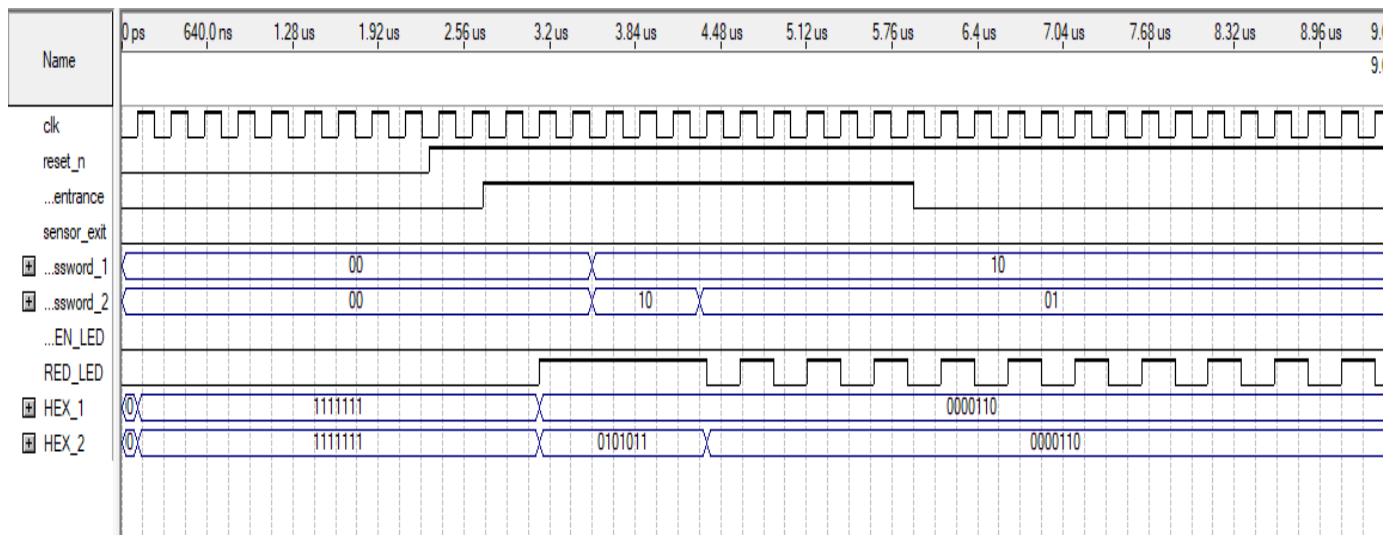 0 ps 640.0 ns 1.28 us 1.92 us 2.56 us 3.2 us 3.84 us 4.48 us 5.12 us 5.76 us 6.4 us 7.04 us 7.68 us 8.32 us 8.96 us 9.
Name 9.
clk
reset_n
...entrance
sensor_exit
...ssword_1 00 10
...ssword_2 00 10 01
...EN_LED
RED_LED
HEX_1 0 1111111 0000110
HEX_2 0 1111111 0101011 0000110